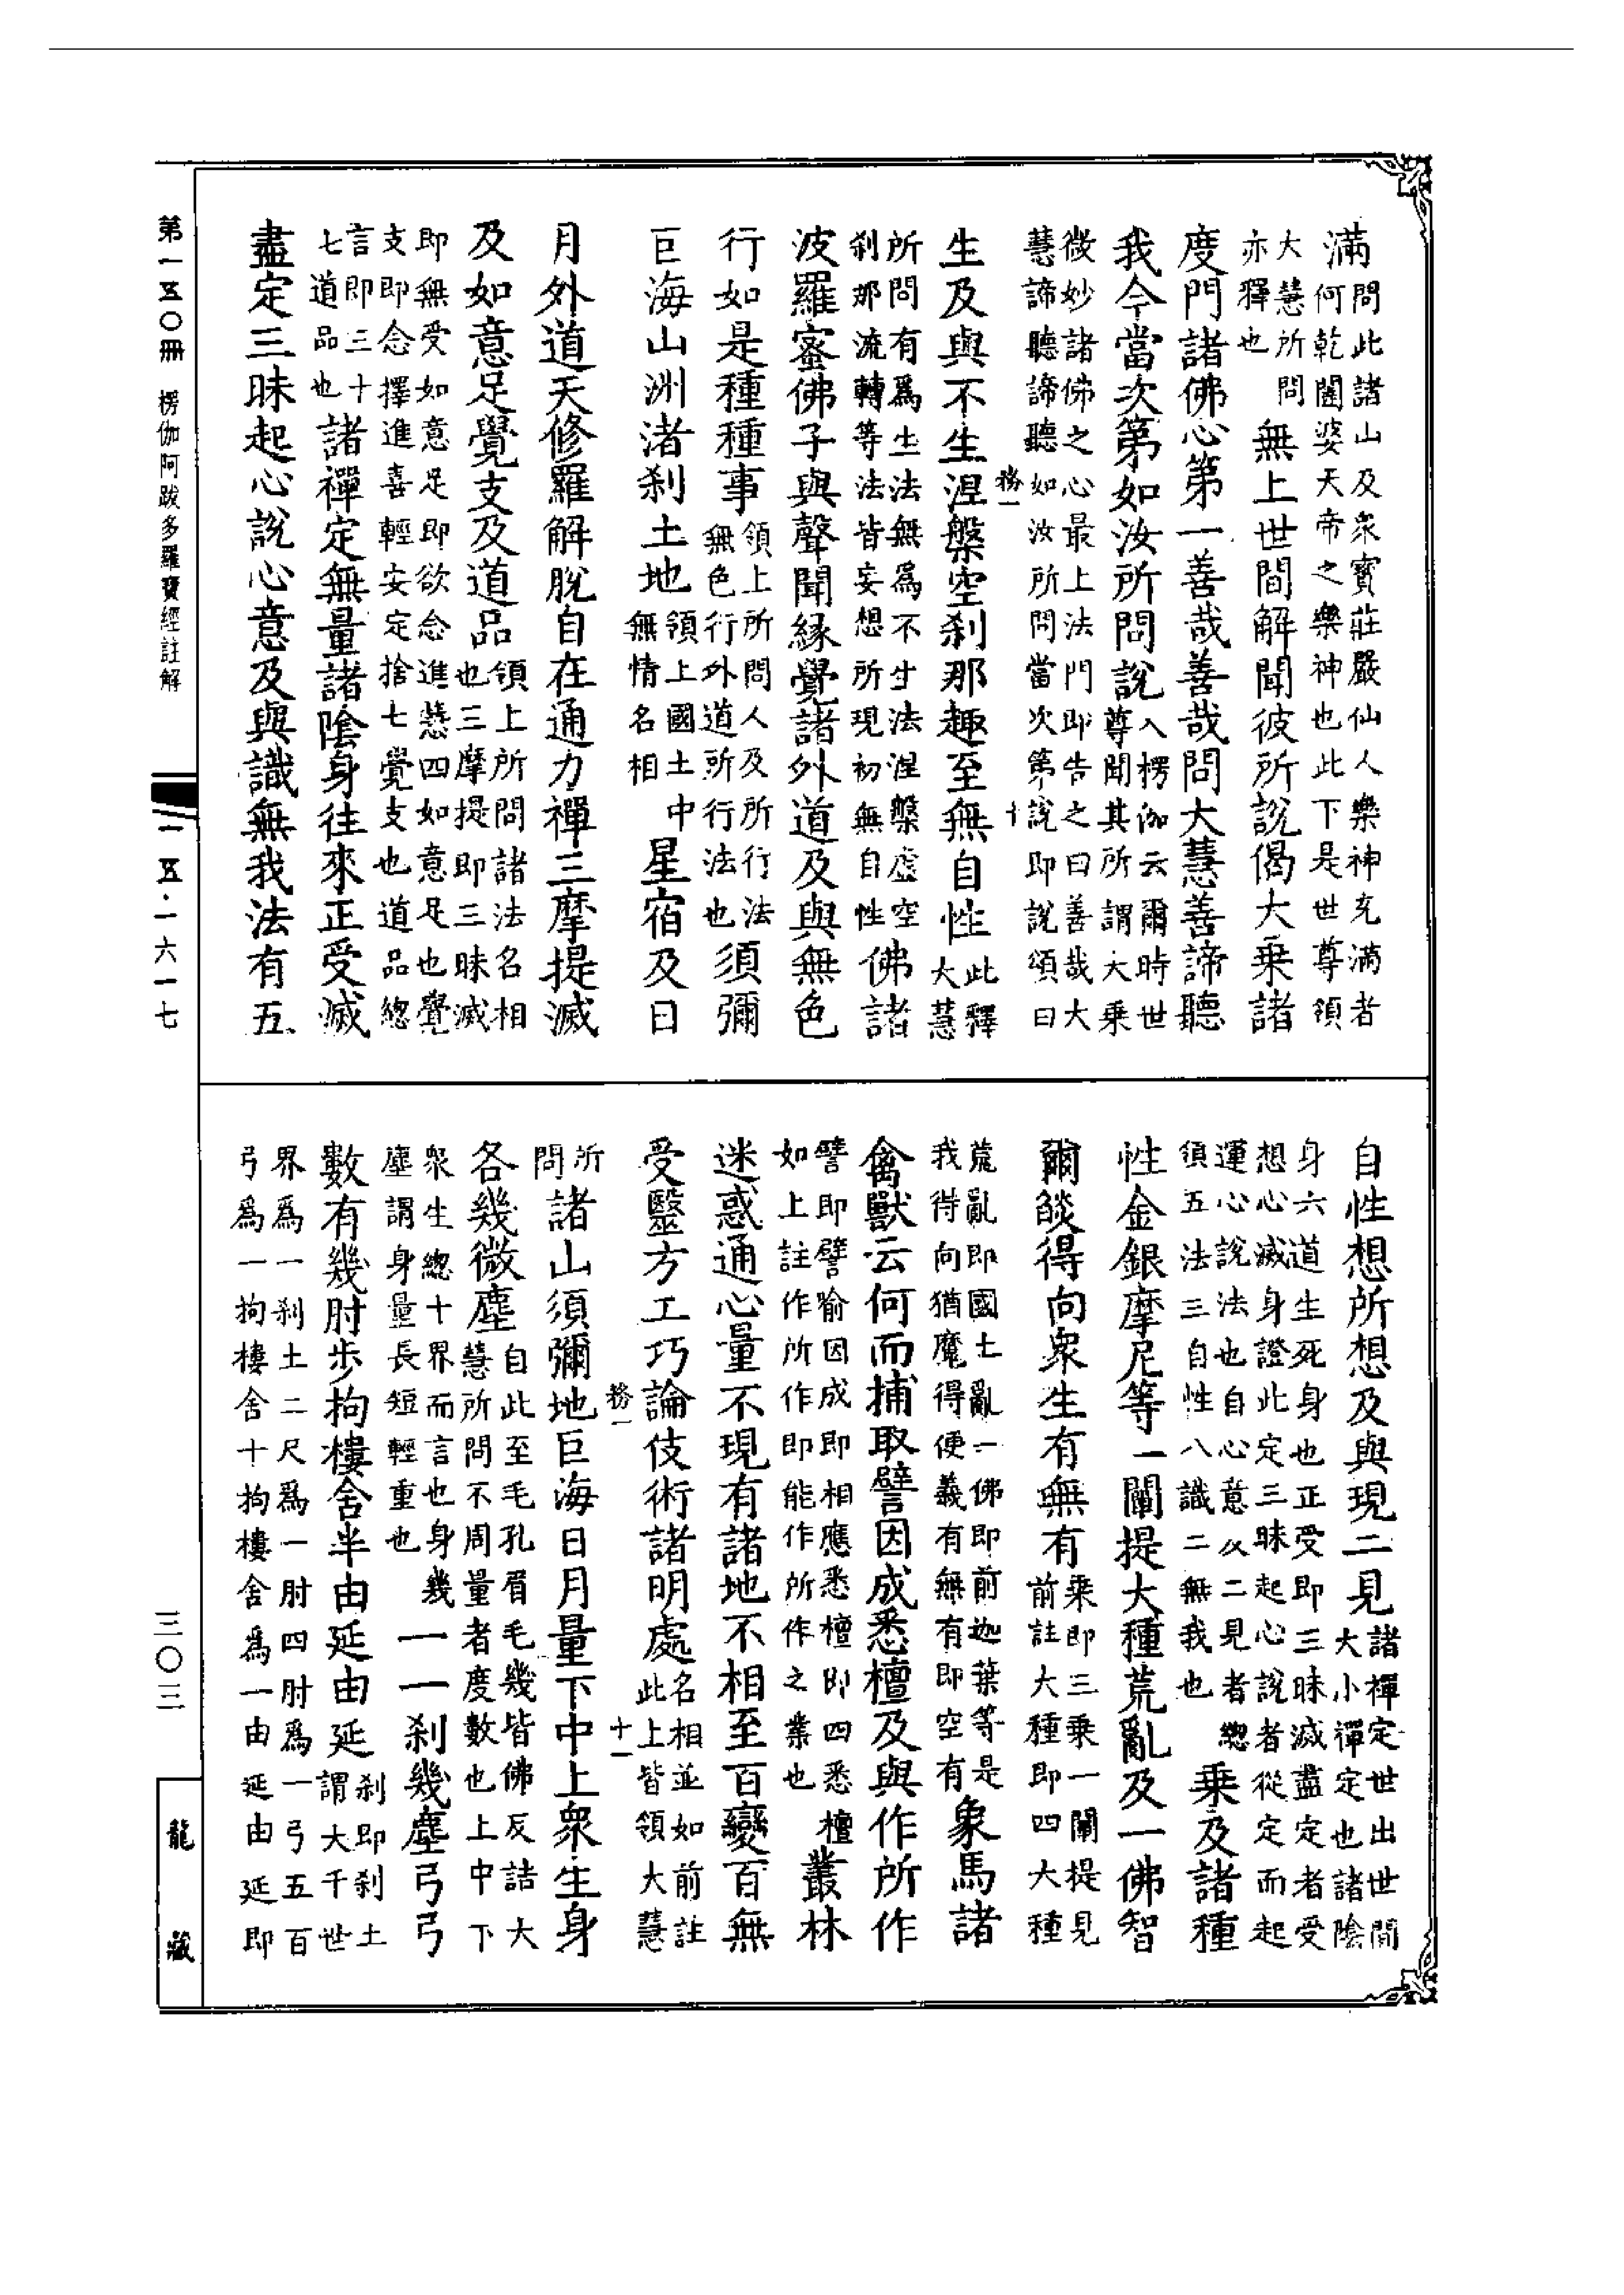 滿問此諸山及衆寶莊嚴仙人樂神充滿者
何乾闥婆天帝之樂神也此下是世尊領
大慧所問
亦釋也
無上世間解聞彼所說偈大乘諸
度門諸佛心第一善哉善哉問大慧善諦聽
我今當次第如汝所問說入楞伽云爾時世
尊聞其所謂大乘
微妙諸佛之心最上法門即告之曰善哉大
慧諦聽諦聽如汝所問當次第說即說頌曰
務一
十
生及與不生涅槃空刹那趣至無自性此釋
大慧
所問有爲生法無爲不生法涅槃虛空
刹那流轉等法皆妄想所現初無自性
佛諸
波羅蜜佛子與聲聞緣覺諸外道及與無色
行如是種種事領上所問人及所行法
無色行外道所行法也
須彌
巨海山洲渚刹土地領上國土中
無情名相
星宿及日
月外道天修羅解脫自在通力禪三摩提滅
及如意足覺支及道品領上所問諸法名相
也三摩提即三昧滅
即無受如意足即欲念進慧四如意足也覺
支即念擇進喜輕安定捨七覺支也道品緫
言即三十
七道品也
諸禪定無量諸陰身往來正受滅
盡定三昧起心說心意及與識無我法有五
自性想所想及與現二見諸禪定世出世間
大小禪定也諸陰
身六道生死身也正受即三昧滅盡定者受
想心滅身證此定三昧起心說者從定而起
運心說法也自心意以二見者緫
領五法三自性八識二無我也
乘及諸種
性金銀摩尼等一闡提大種荒亂及一佛智
爾燄得向衆生有無有乘即三乘一闡提見
前註大種即四大種
荒亂即國土亂一佛即前迦葉等是
我得向猶魔得便義有無有即空有
象馬諸
禽獸云何而捕取譬因成悉檀及與作所作
譬即譬喻因成即相應悉檀即四悉檀
如上註作所作即能作所作之業也
叢林
迷惑通心量不現有諸地不相至百變百無
受醫方工巧論伎術諸明處名相並如前註
此上皆領大慧
務一
十一
所
問
諸山須彌地巨海日月量下中上衆生身
各幾微塵自此至毛孔眉毛幾皆佛反詰大
慧所問不周量者度數也上中下
衆生緫十界而言也身幾
塵謂身量長短輕重也
一一刹幾塵弓弓
數有幾肘步拘樓舍半由延由延刹即刹土
謂大千世
界爲一刹土二尺爲一肘四肘爲一弓五百
弓爲一拘樓舍十拘樓舍爲一由延由延即
第一五〇冊 楞伽阿跋多羅寶經註解
一五·一六一七
三〇三
龍藏